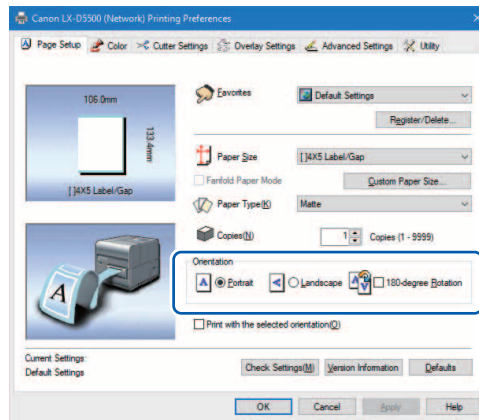 Canon LX-D5500 (Network) Printing Preferences
Page Setup Color Cutter Settings Overlay Settings Advanced Settings Utility
106.0mm
133.4mm
[]4X5 Label/Gap
Favorites Default Settings
Register/Delete...
Paper Size []4X5 Label/Gap
Fanfold Paper Mode Custom Paper Size...
Paper Type(K) Matte
Copies(N) 1 Copies (1 - 9999)
Orientation
A Portrait A Landscape A A 180-degree Rotation
A
Print with the selected orientation(O)
Current Settings:
Default Settings
Check Settings(M) Version Information Defaults
OK Cancel Apply Help